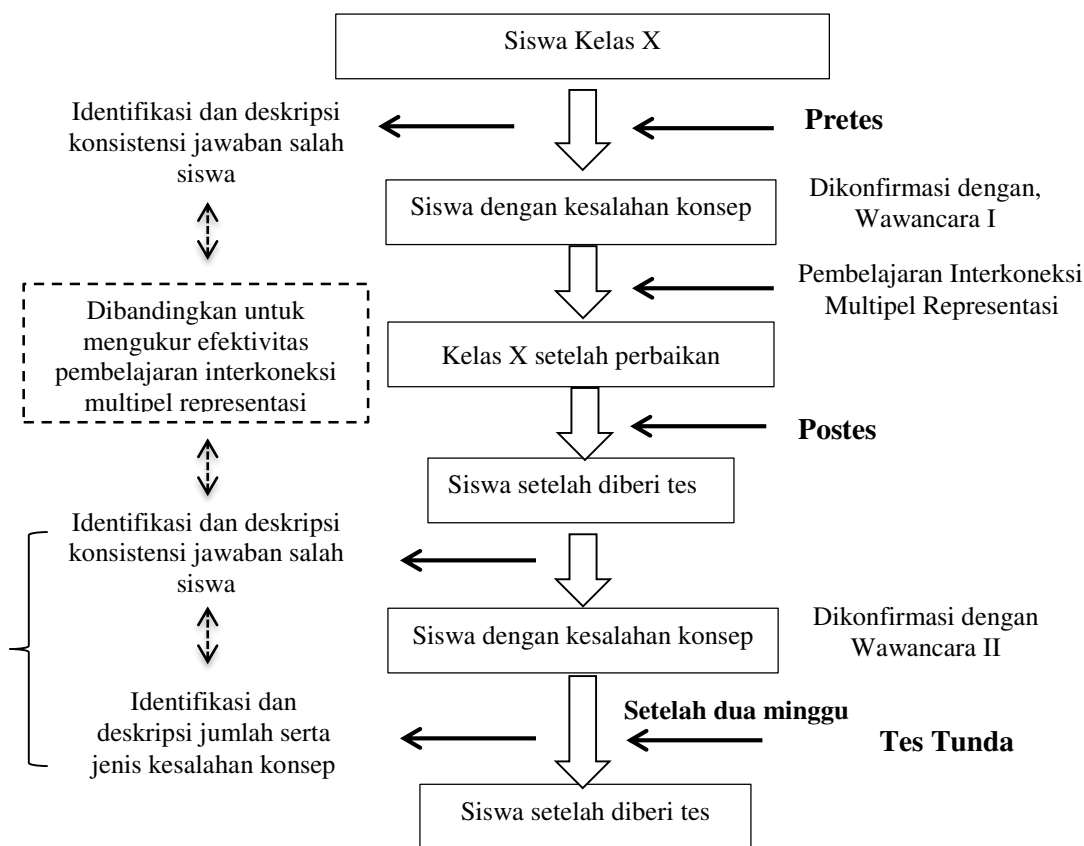 Siswa Kelas X
Identifikasi dan deskripsi
konsistensi jawaban salah
siswa
Pretes
Siswa dengan kesalahan konsep
Dikonfirmasi dengan,
Wawancara I
Pembelajaran Interkoneksi
Multipel Representasi
Dibandingkan untuk
mengukur efektivitas
pembelajaran interkoneksi
multipel representasi
Kelas X setelah perbaikan
Postes
Siswa setelah diberi tes
Identifikasi dan deskripsi
konsistensi jawaban salah
siswa
Siswa dengan kesalahan konsep
Dikonfirmasi dengan
Wawancara II
Identifikasi dan
deskripsi jumlah serta
jenis kesalahan konsep
Setelah dua minggu
Tes Tunda
Siswa setelah diberi tes